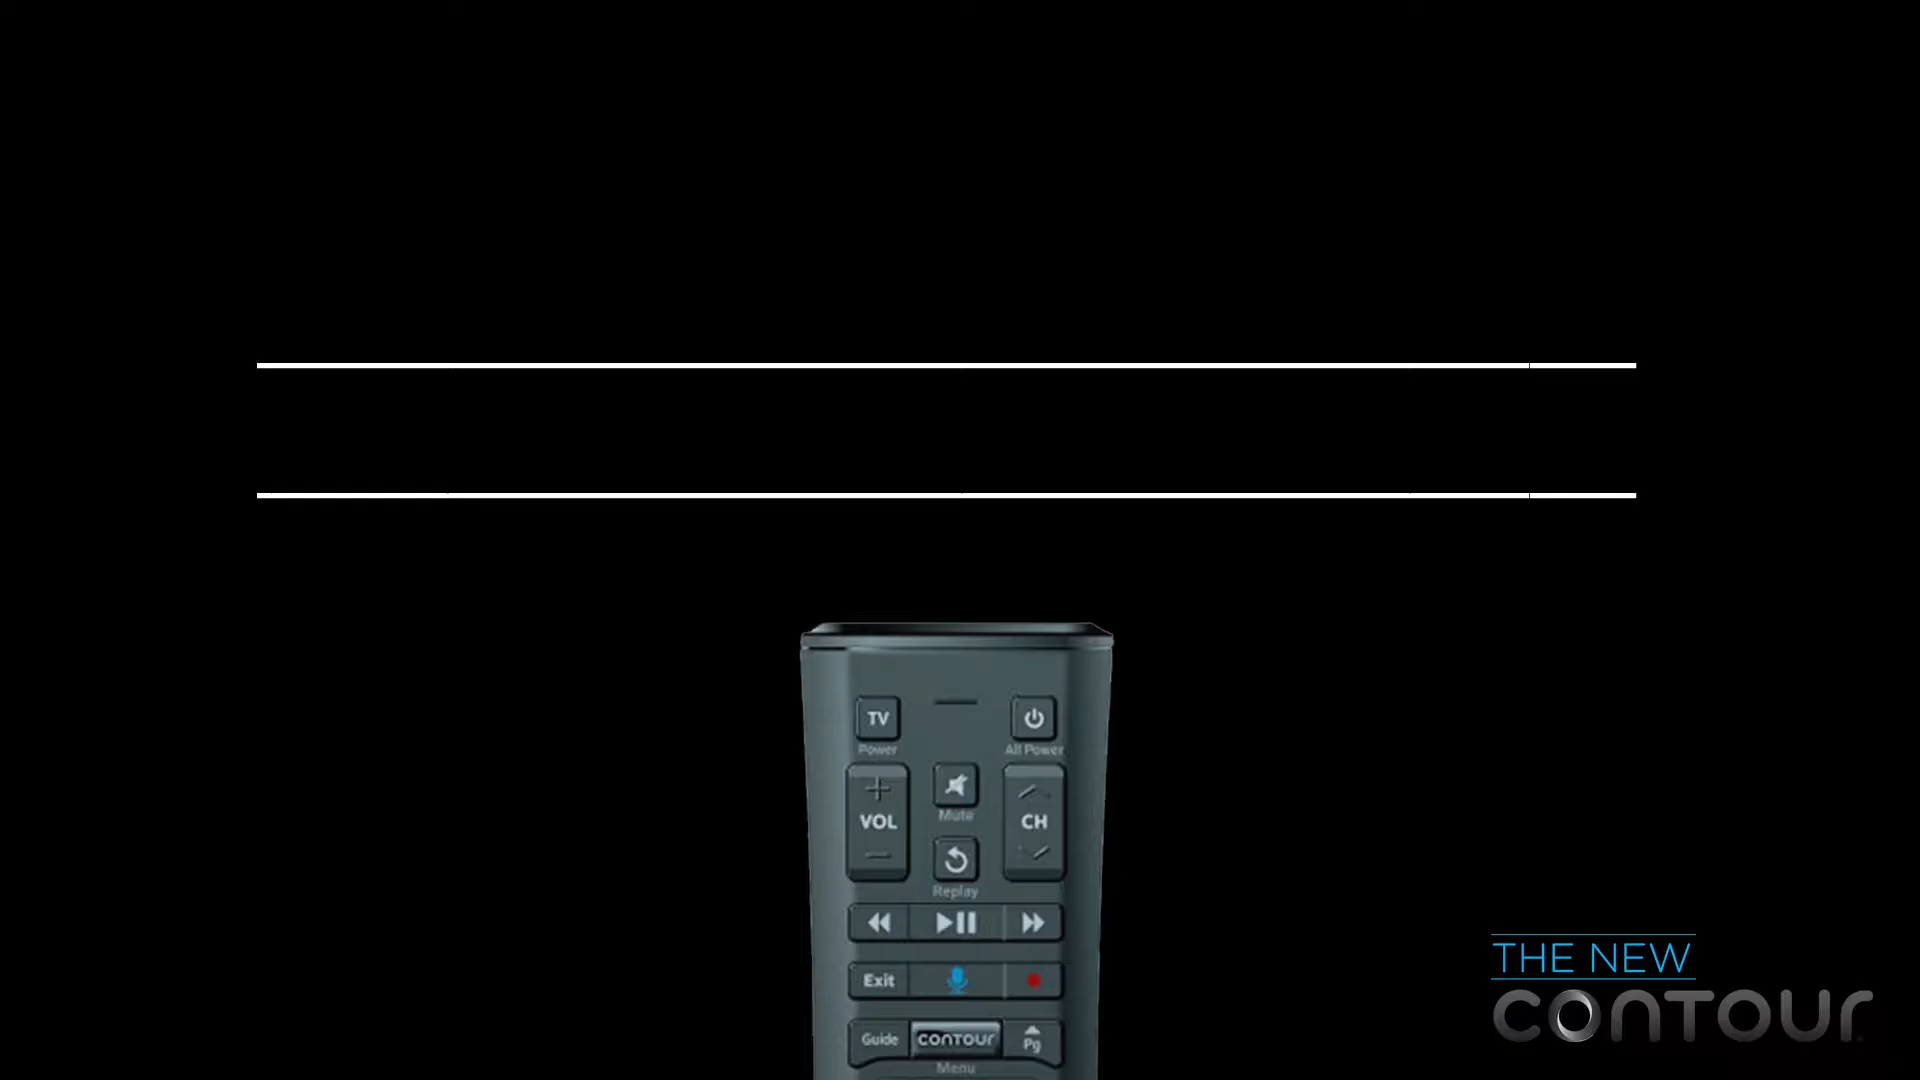 TV
Power
All Power
VOL
Mute
CH
Replay
Exit
Guide
contour
Pg
Menu
THE NEW
contour